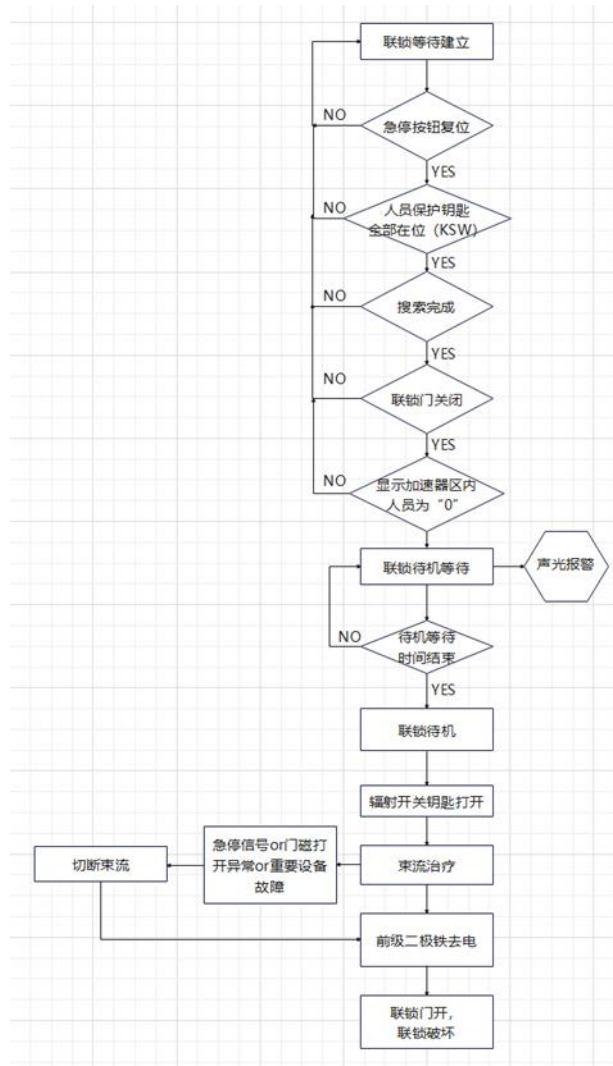 联锁等待建立
NO
急停按钮复位
YES
NO
人员保护钥匙
全部在位（KSW）
YES
NO
搜索完成
YES
NO
联锁门关闭
YES
NO
显示加速器区内
人员为“0”
联锁待机等待
声光报警
NO
待机等待
时间结束
YES
联锁待机
辐射开关钥匙打开
急停信号or门磁打
开异常or重要设备
故障
切断束流
束流治疗
前级二极铁去电
联锁门开，
联锁破坏